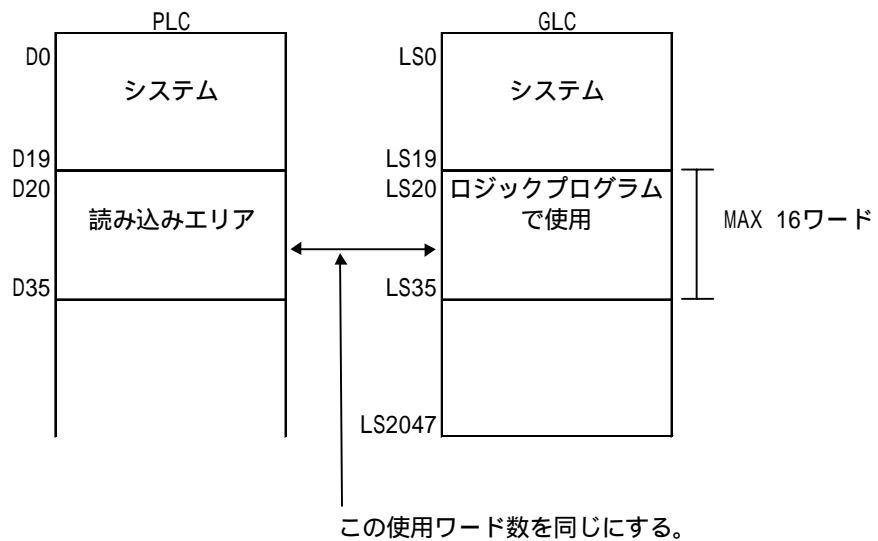 PLC
GLC
D0
システム
D19
D20
読み込みエリア
D35
LS0
システム
LS19
LS20
ロジックプログラム
で使用
LS35
LS2047
MAX 16ワード
この使用ワード数を同じにする。